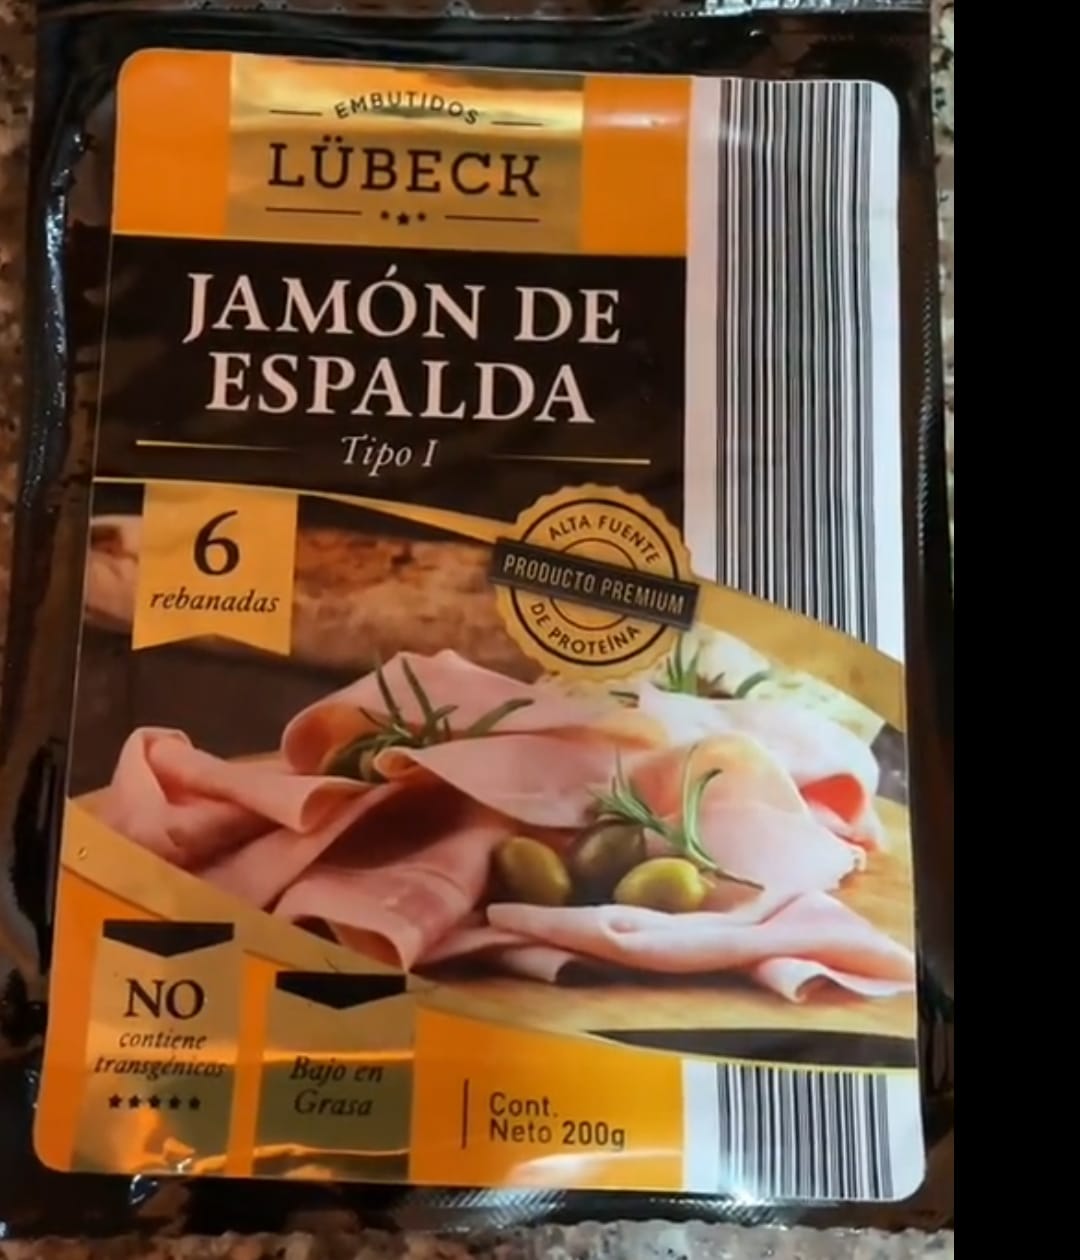 EMBUTIDOS
LÜBECK
JAMÓN DE
ESPALDA
Tipo I
6
rebanadas
ALTA FUENTE
PRODUCTO PREMIUM
DE PROTEÍNA
NO
contiene
transgénicos
Bajo en
Grasa
Cont.
Neto 200g